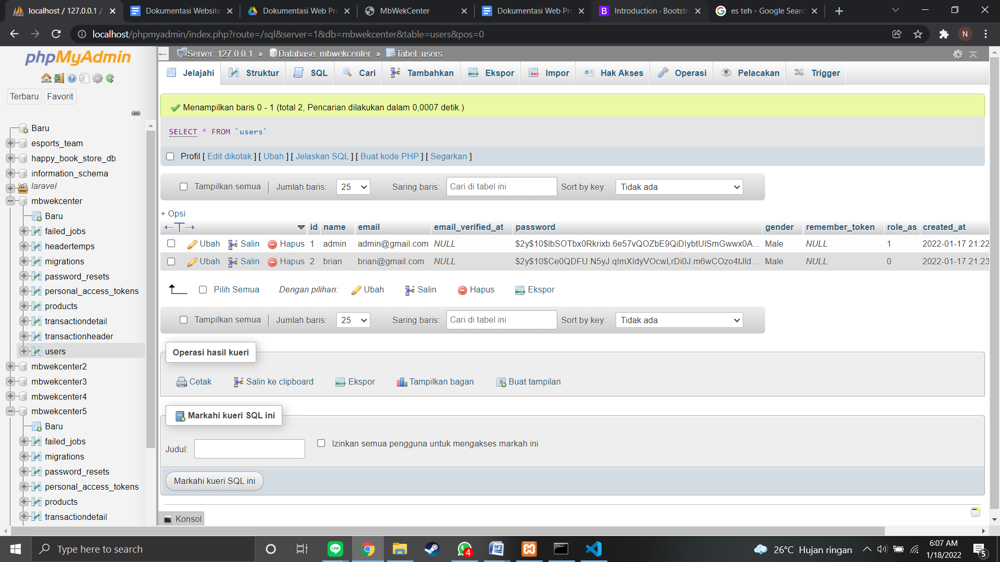 localhost / 127.0.0.1 /
Dokumentasi Website
Dokumentasi Web Pro
MbWekCenter
Dokumentasi Web Pro
Introduction · Bootstr
es teh - Google Searc
localhost/phpmyadmin/index.php?route=/sql&server=1&db=mbwekcenter&table=users&pos=0
N
phpMyAdmin
Terbaru Favorit
Baru
esports_team
happy_book_store_db
information_schema
laravel
mbwekcenter
Baru
failed_jobs
headertemps
migrations
password_resets
personal_access_tokens
products
transactiondetail
transactionheader
users
mbwekcenter2
mbwekcenter3
mbwekcenter4
mbwekcenter5
Baru
failed_jobs
migrations
password_resets
personal_access_tokens
products
transactiondetail
Server: 127.0.0.1 » Database: mbwekcenter » Tabel: users
Jelajahi Struktur SQL Cari Tambahkan Ekspor Impor Hak Akses Operasi Pelacakan Trigger
Menampilkan baris 0 - 1 (total 2, Pencarian dilakukan dalam 0,0007 detik.)
SELECT * FROM `users`
Profil [ Edit dikotak ] [ Ubah ] [ Jelaskan SQL ] [ Buat kode PHP ] [ Segarkan ]
Tampilkan semua Jumlah baris: 25 Saring baris: Cari di tabel ini Sort by key: Tidak ada
+ Opsi
id name email email_verified_at password gender remember_token role_as created_at
Ubah Salin Hapus 1 admin admin@gmail.com NULL Male NULL 1 2022-01-17 21:22
Ubah Salin Hapus 2 brian brian@gmail.com NULL Male NULL 0 2022-01-17 21:23
Pilih Semua Dengan pilihan: Ubah Salin Hapus Ekspor
Tampilkan semua Jumlah baris: 25 Saring baris: Cari di tabel ini Sort by key: Tidak ada
Operasi hasil kueri
Cetak Salin ke clipboard Ekspor Tampilkan bagan Buat tampilan
Markahi kueri SQL ini
Judul: Izinkan semua pengguna untuk mengakses markah ini
Markahi kueri SQL ini
Konsol
Type here to search
LINE
4
26°C Hujan ringan
6:07 AM
1/18/2022
5